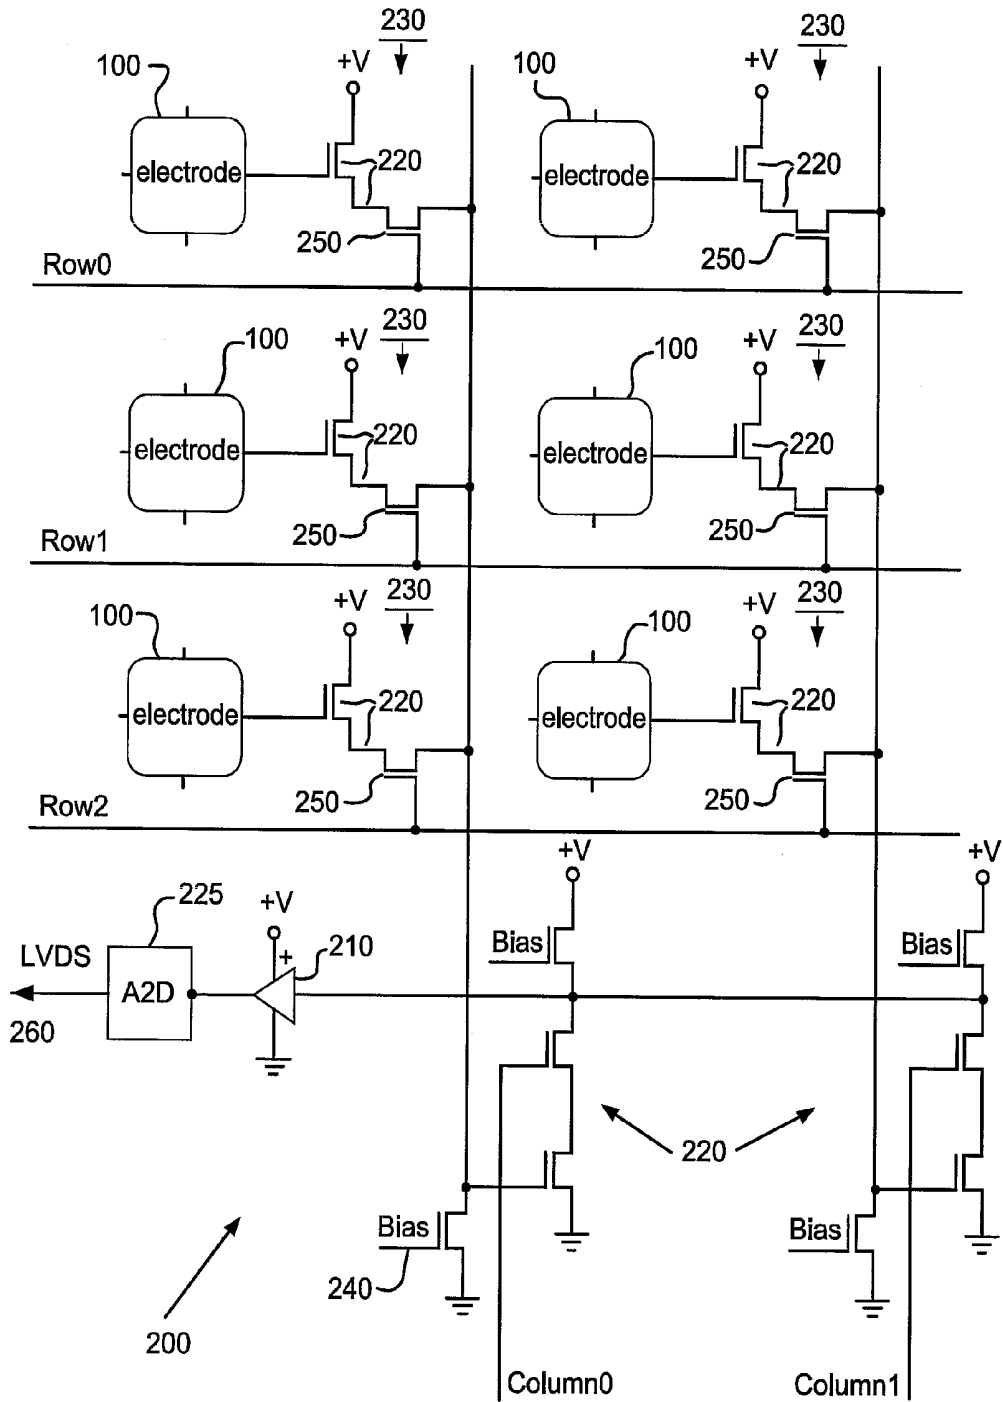 230 230
+V +V
100 100
electrode 220 electrode 220
250 250
Row0
230 230
100 +V 100 +V
electrode 220 electrode 220
250 250
Row1
230 230
100 +V 100 +V
electrode 220 electrode 220
250 250
Row2
+V +V
225 +V
LVDS A2D + 210 Bias Bias
260
220
Bias Bias
240
200
Column0 Column1